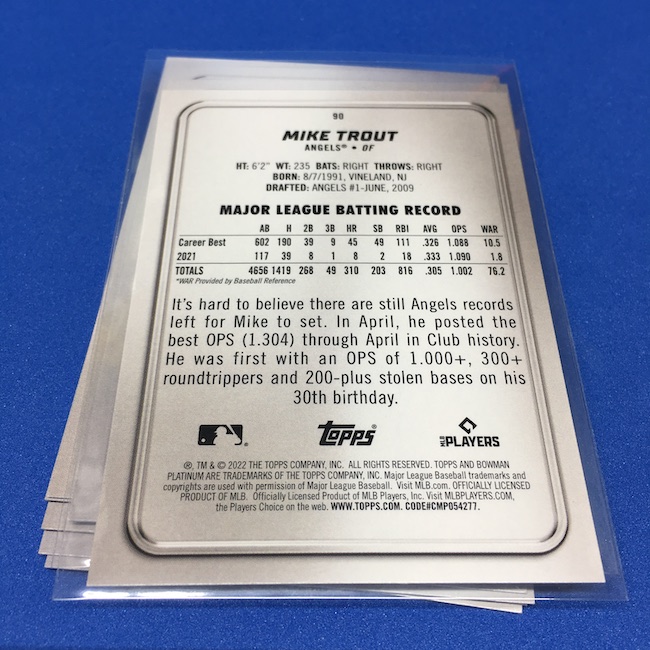 90
MIKE TROUT
ANGELS® • OF
HT: 6'2" WT: 235 BATS: RIGHT THROWS: RIGHT
BORN: 8/7/1991, VINELAND, NJ
DRAFTED: ANGELS #1-JUNE, 2009
MAJOR LEAGUE BATTING RECORD
AB H 2B 3B HR SB RBI AVG OPS WAR
Career Best 602 190 39 9 45 49 111 .326 1.088 10.5
2021 117 39 8 1 8 2 18 .333 1.090 1.8
TOTALS 4656 1419 268 49 310 203 816 .305 1.002 76.2
*WAR Provided by Baseball Reference
It's hard to believe there are still Angels records
left for Mike to set. In April, he posted the
best OPS (1.304) through April in Club history.
He was first with an OPS of 1.000+, 300+
roundtrippers and 200-plus stolen bases on his
30th birthday.
Topps®
MLB PLAYERS
®, TM & © 2022 THE TOPPS COMPANY, INC. ALL RIGHTS RESERVED. TOPPS AND BOWMAN
PLATINUM ARE TRADEMARKS OF THE TOPPS COMPANY, INC. Major League Baseball trademarks and
copyrights are used with permission of Major League Baseball. Visit MLB.com. OFFICIALLY LICENSED
PRODUCT OF MLB. Officially Licensed Product of MLB Players, Inc. Visit MLBPLAYERS.COM,
the Players Choice on the web. WWW.TOPPS.COM. CODE#CMP054277.